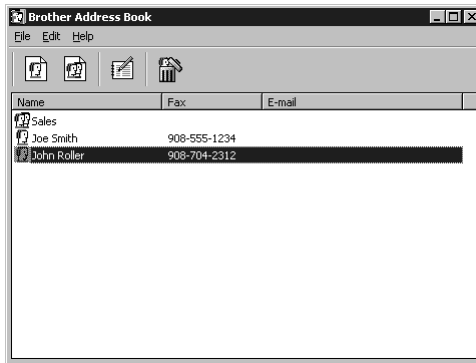 Brother Address Book
File Edit Help
Name Fax E-mail
Sales
Joe Smith 908-555-1234
John Roller 908-704-2312